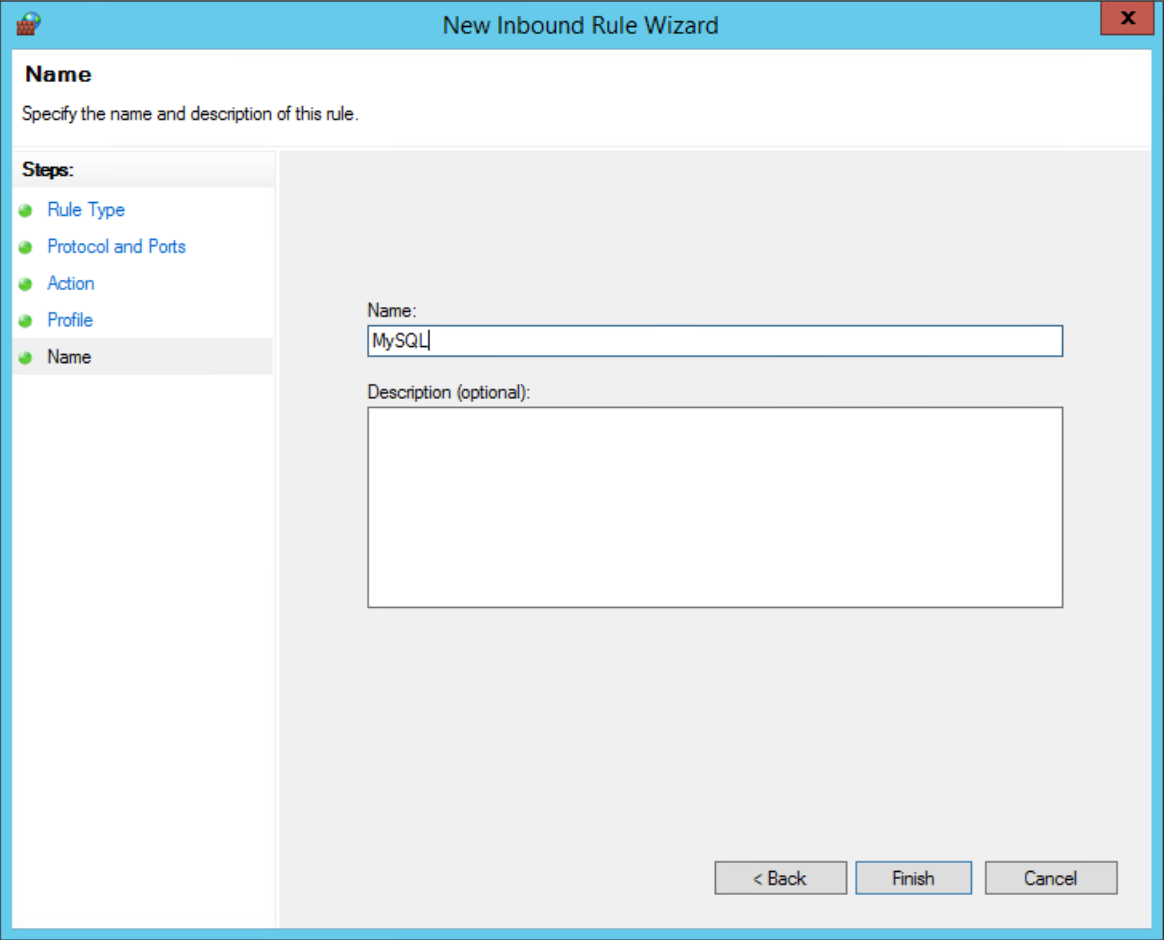 New Inbound Rule Wizard
x
Name
Specify the name and description of this rule.
Steps:
Rule Type
Protocol and Ports
Action
Profile
Name
Name:
MySQL
Description (optional):
< Back
Finish
Cancel